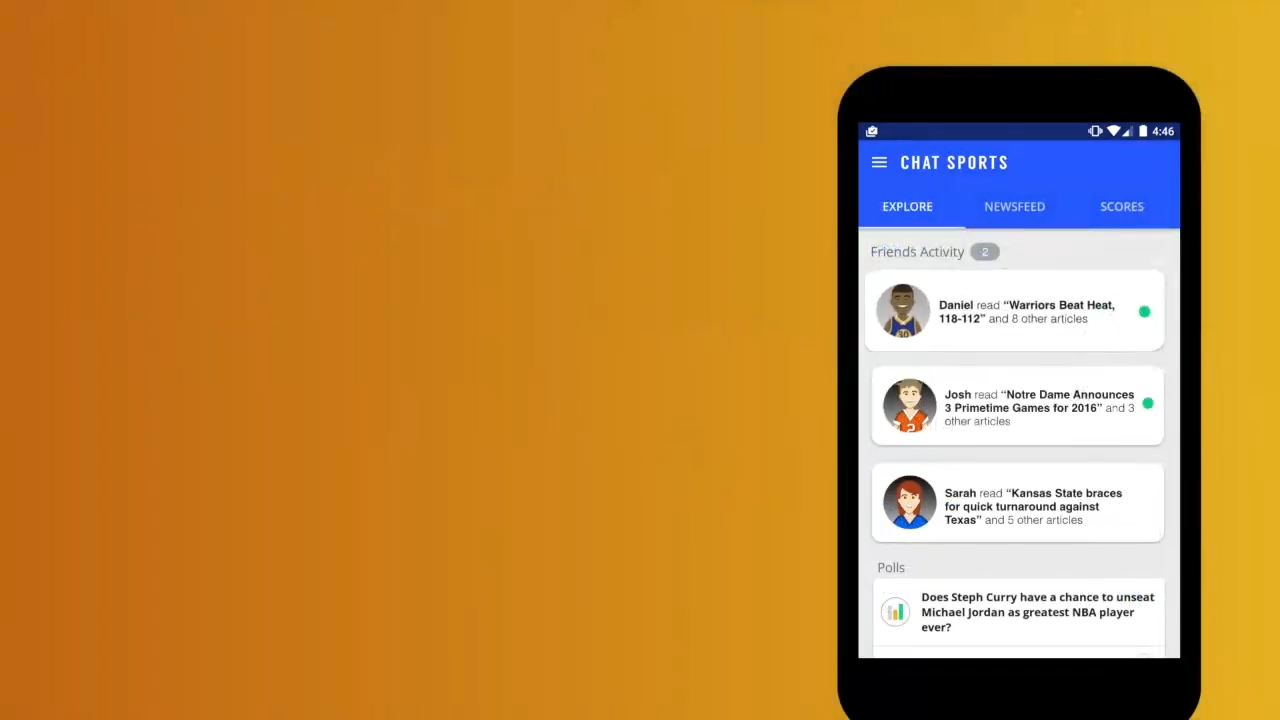 4:46
CHAT SPORTS
EXPLORE NEWSFEED SCORES
Friends Activity 2
Daniel read “Warriors Beat Heat,
118-112” and 8 other articles
30
Josh read “Notre Dame Announces
3 Primetime Games for 2016” and 3
other articles
2
Sarah read “Kansas State braces
for quick turnaround against
Texas” and 5 other articles
Polls
Does Steph Curry have a chance to unseat
Michael Jordan as greatest NBA player
ever?